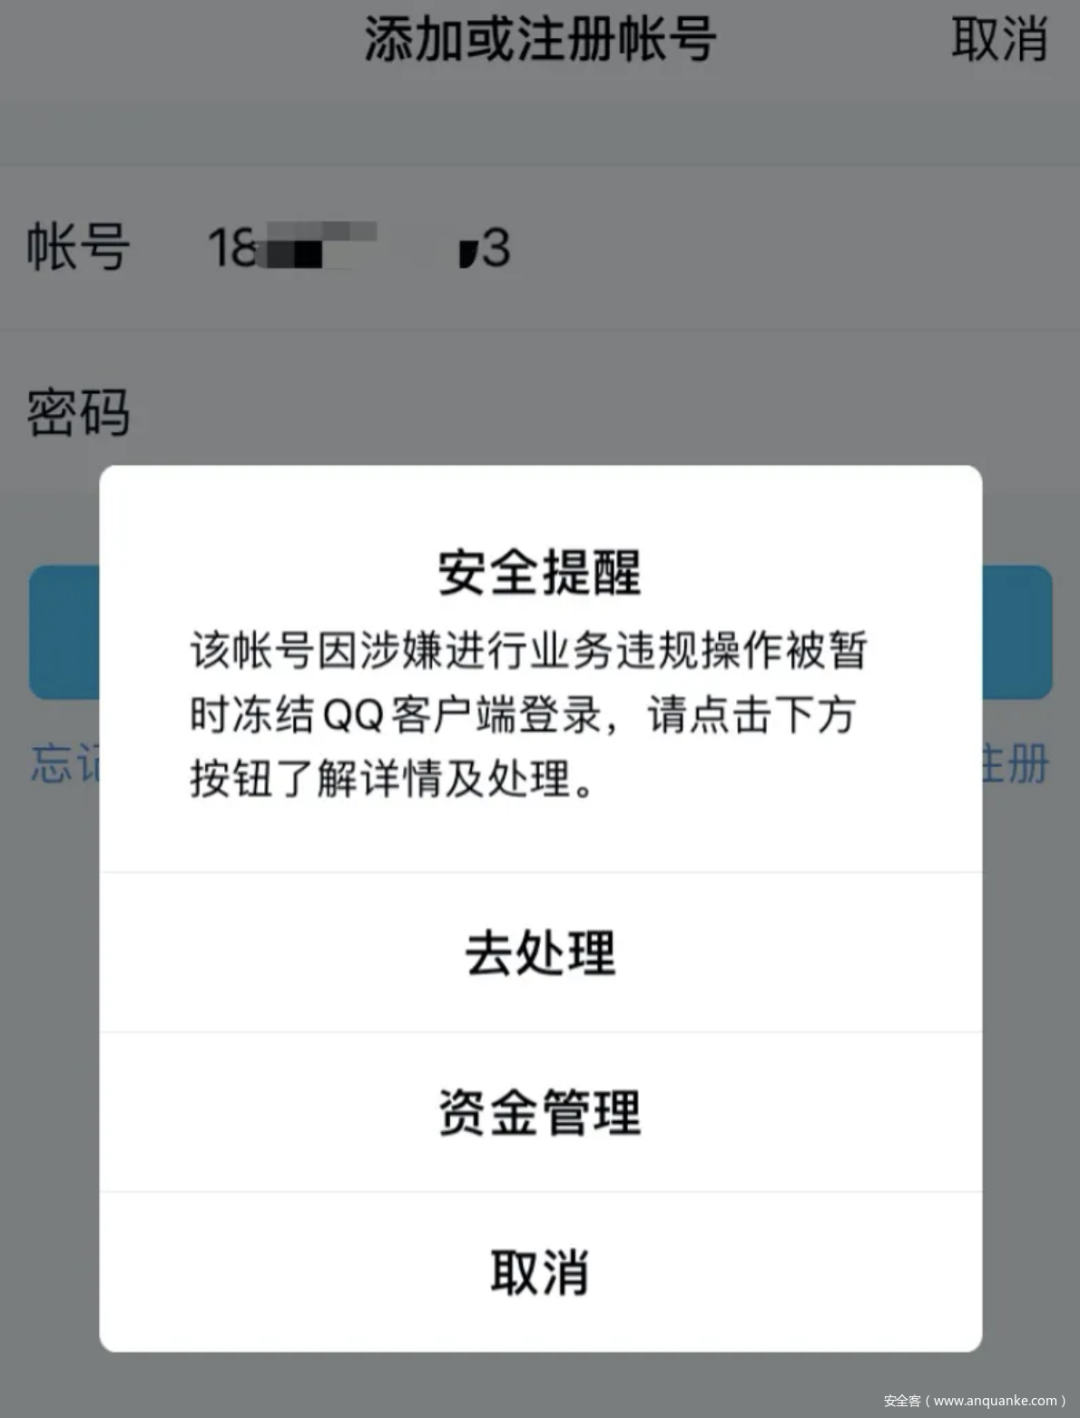 添加或注册帐号 取消
帐号 18 3
密码
安全提醒
该帐号因涉嫌进行业务违规操作被暂
时冻结QQ客户端登录，请点击下方
按钮了解详情及处理。
忘记 注册
去处理
资金管理
取消
安全客（www.anquanke.com）